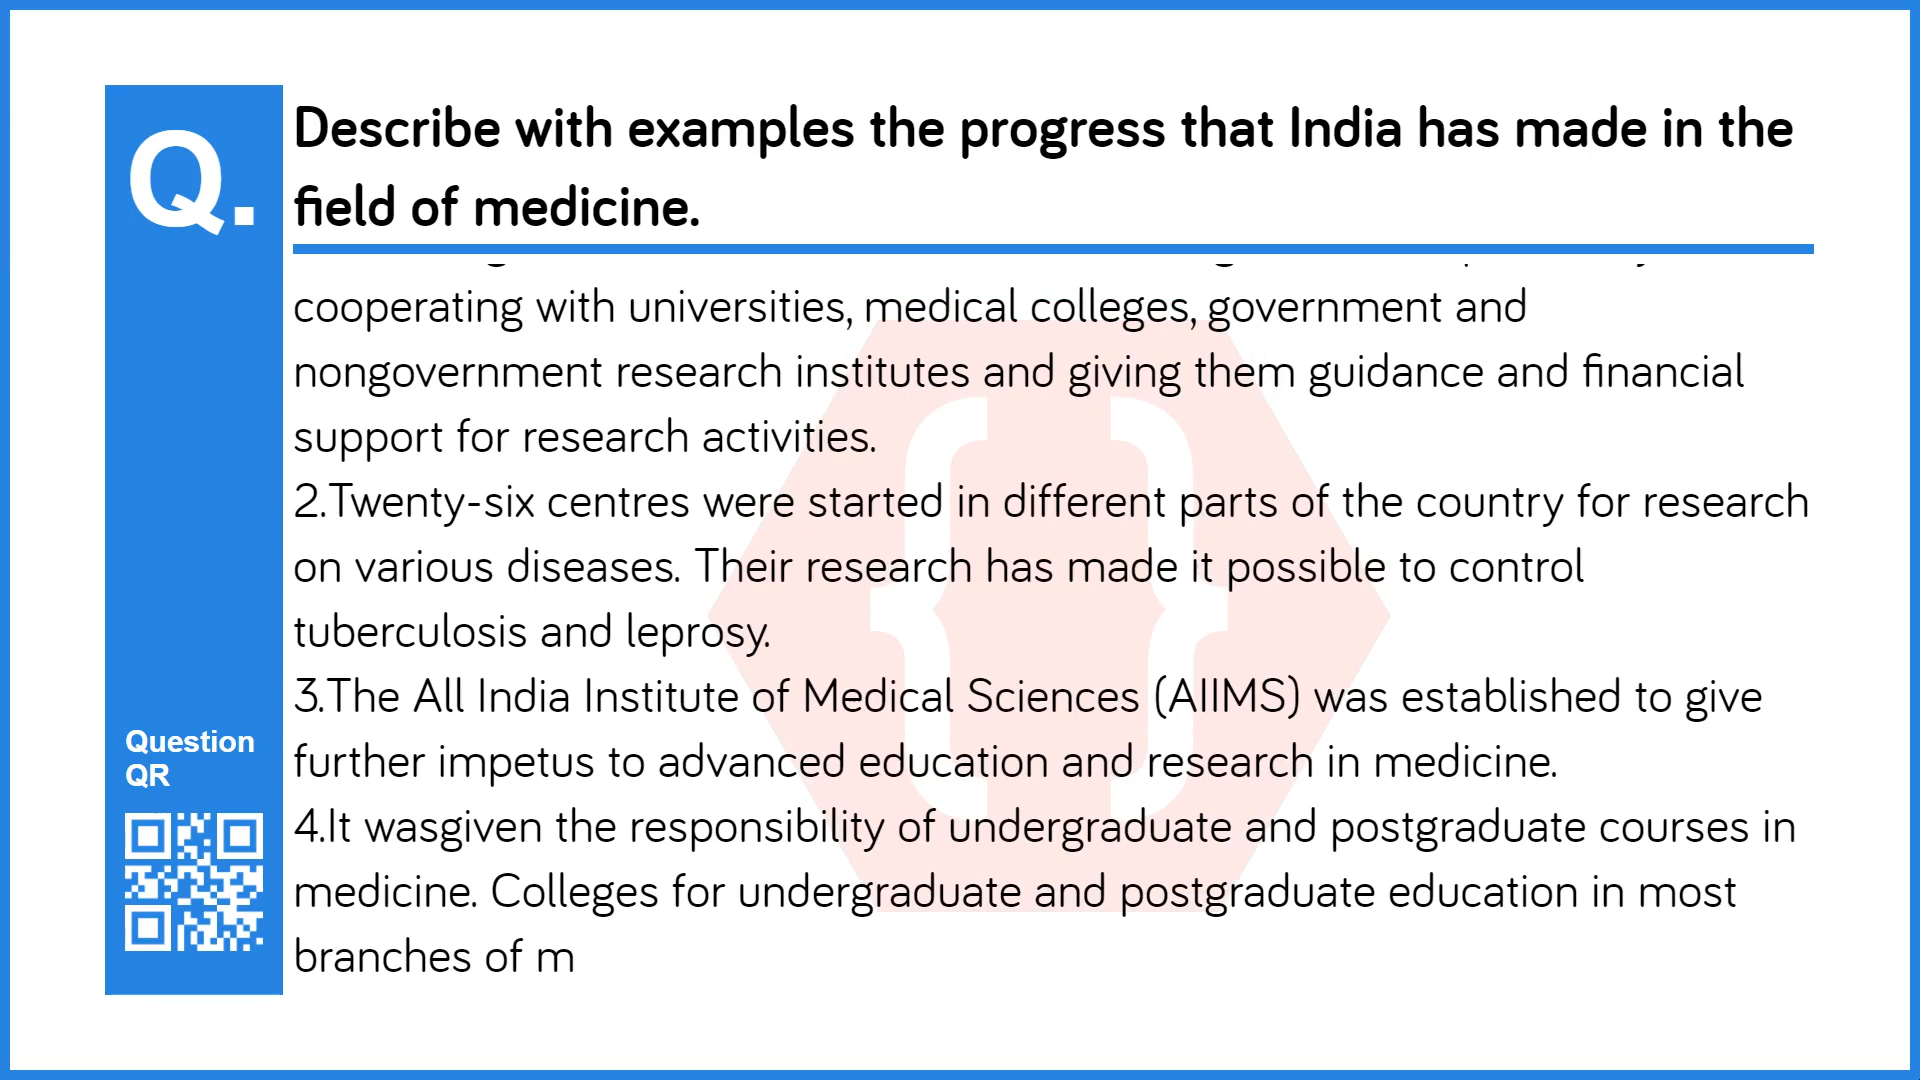 Q.
Describe with examples the progress that India has made in the
field of medicine.
cooperating with universities, medical colleges, government and
nongovernment research institutes and giving them guidance and financial
support for research activities.
2.Twenty-six centres were started in different parts of the country for research
on various diseases. Their research has made it possible to control
tuberculosis and leprosy.
3.The All India Institute of Medical Sciences (AIIMS) was established to give
further impetus to advanced education and research in medicine.
4.It wasgiven the responsibility of undergraduate and postgraduate courses in
medicine. Colleges for undergraduate and postgraduate education in most
branches of m
Question
QR